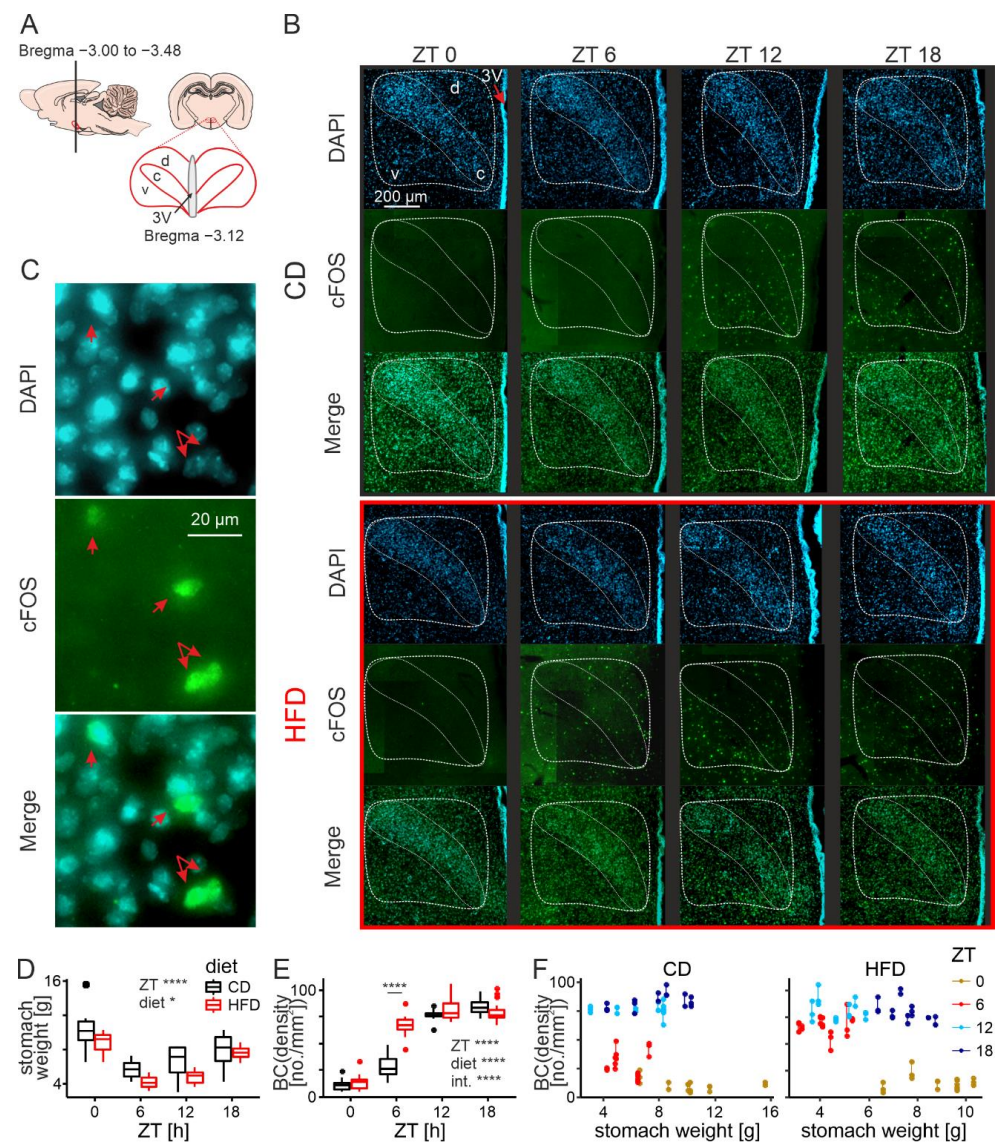 A
Bregma −3.00 to −3.48
d
c
v
3V
Bregma −3.12
B
ZT 0
ZT 6
ZT 12
ZT 18
3V
d
v
c
200 µm
DAPI
cFOS
Merge
CD
DAPI
cFOS
Merge
HFD
C
DAPI
cFOS
20 µm
Merge
D
diet
CD
HFD
ZT ****
diet *
16
4
stomach
weight [g]
0
6
12
18
ZT [h]
E
****
100
0
BC(density
[no./mm²])
ZT ****
diet ****
int. ****
0
6
12
18
ZT [h]
F
CD
HFD
ZT
0
6
12
18
100
0
BC(density
[no./mm²])
4
8
12
16
stomach weight [g]
4
6
8
10
stomach weight [g]